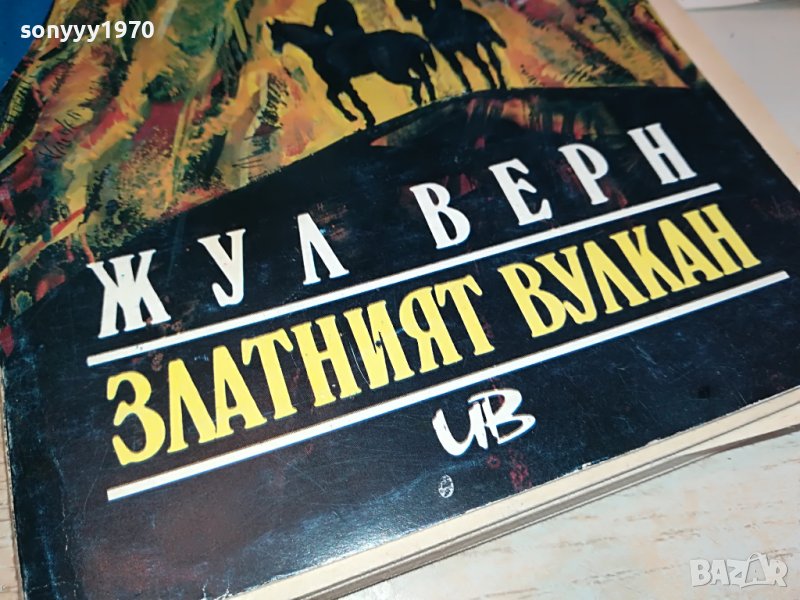 sonyyy1970
ЖУЛ ВЕРН
ЗЛАТНИЯТ ВУЛКАН
ИВ
BAZAR